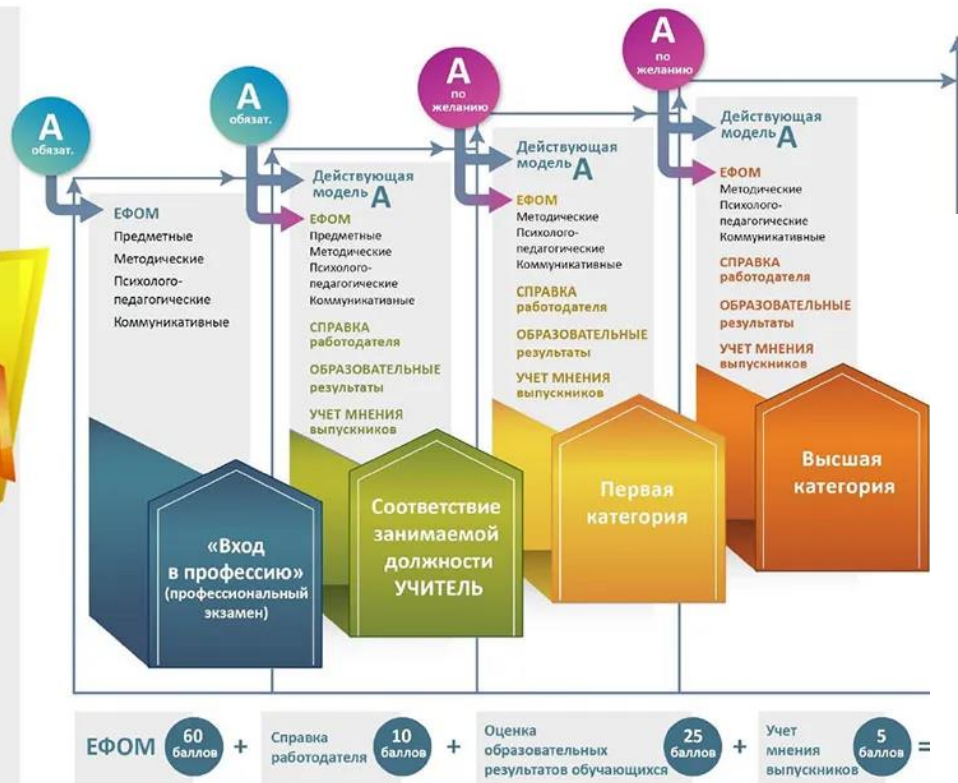 А
обязат.
ЕФОМ
Предметные
Методические
Психолого-
педагогические
Коммуникативные
«Вход
в профессию»
(профессиональный
экзамен)
А
обязат.
Действующая
модель А
ЕФОМ
Предметные
Методические
Психолого-
педагогические
Коммуникативные
СПРАВКА
работодателя
ОБРАЗОВАТЕЛЬНЫЕ
результаты
УЧЕТ МНЕНИЯ
выпускников
Соответствие
занимаемой
должности
УЧИТЕЛЬ
А
по
желанию
Действующая
модель А
ЕФОМ
Методические
Психолого-
педагогические
Коммуникативные
СПРАВКА
работодателя
ОБРАЗОВАТЕЛЬНЫЕ
результаты
УЧЕТ МНЕНИЯ
выпускников
Первая
категория
А
по
желанию
Действующая
модель А
ЕФОМ
Методические
Психолого-
педагогические
Коммуникативные
СПРАВКА
работодателя
ОБРАЗОВАТЕЛЬНЫЕ
результаты
УЧЕТ МНЕНИЯ
выпускников
Высшая
категория
ЕФОМ
60
баллов
+
Справка
работодателя
10
баллов
+
Оценка
образовательных
результатов обучающихся
25
баллов
+
Учет
мнения
выпускников
5
баллов
=